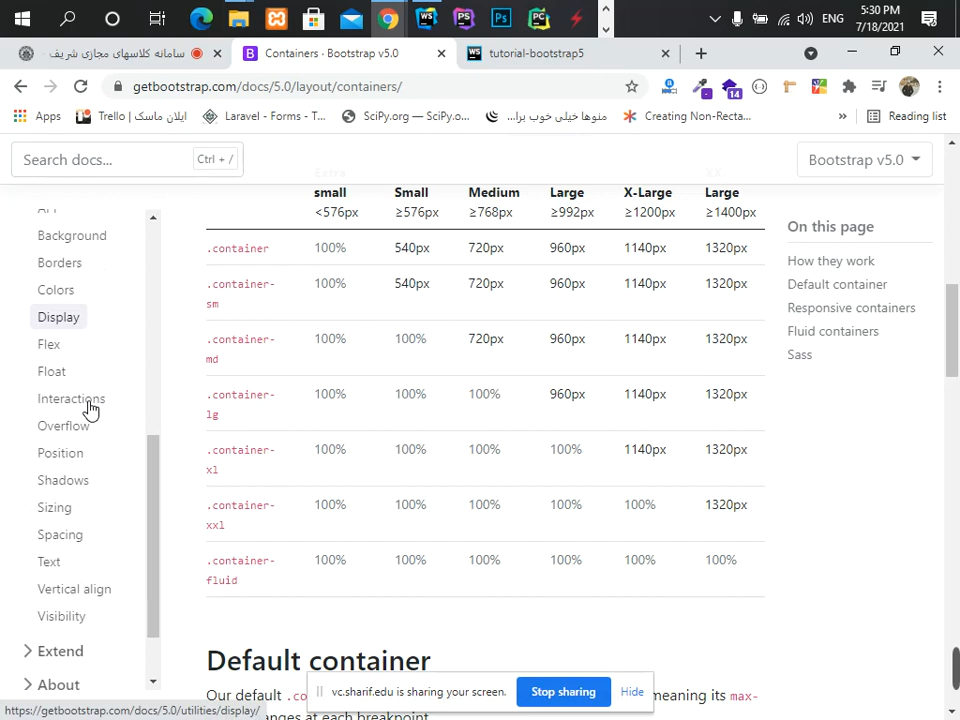 ENG
5:30 PM
7/18/2021
سامانه کلاسهای مجازی شریف
Containers · Bootstrap v5.0
tutorial-bootstrap5
getbootstrap.com/docs/5.0/layout/containers/
Apps
Trello | ایلان ماسک
Laravel - Forms - T...
SciPy.org — SciPy.o...
منوها خیلی خوب برا...
Creating Non-Recta...
»
Reading list
14
Search docs...
Ctrl + /
Bootstrap v5.0
API
Background
Borders
Colors
Display
Flex
Float
Interactions
Overflow
Position
Shadows
Sizing
Spacing
Text
Vertical align
Visibility
Extend
About
Extra small <576px
Small ≥576px
Medium ≥768px
Large ≥992px
X-Large ≥1200px
XX-Large ≥1400px
.container 100% 540px 720px 960px 1140px 1320px
.container-sm 100% 540px 720px 960px 1140px 1320px
.container-md 100% 100% 720px 960px 1140px 1320px
.container-lg 100% 100% 100% 960px 1140px 1320px
.container-xl 100% 100% 100% 100% 1140px 1320px
.container-xxl 100% 100% 100% 100% 100% 1320px
.container-fluid 100% 100% 100% 100% 100% 100%
Default container
Our default .co
meaning its max-
anges at each breakpoint.
On this page
How they work
Default container
Responsive containers
Fluid containers
Sass
vc.sharif.edu is sharing your screen.
Stop sharing
Hide
https://getbootstrap.com/docs/5.0/utilities/display/